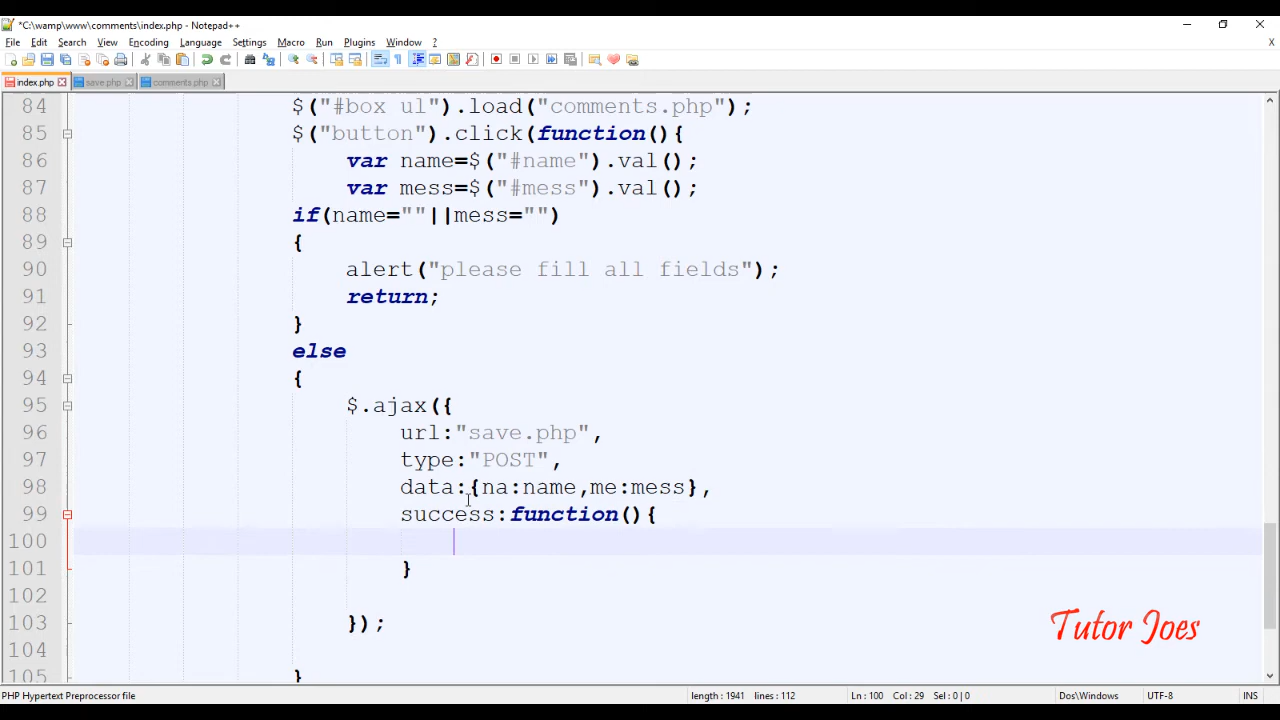 *C:\wamp\www\comments\index.php - Notepad++
File Edit Search View Encoding Language Settings Macro Run Plugins Window ? X
index.php save.php comments.php
84 $("#box ul").load("comments.php");
85 $("button").click(function(){
86 var name=$("#name").val();
87 var mess=$("#mess").val();
88 if(name=""||mess="")
89 {
90 alert("please fill all fields");
91 return;
92 }
93 else
94 {
95 $.ajax({
96 url:"save.php",
97 type:"POST",
98 data:{na:name,me:mess},
99 success:function(){
100
101 }
102
103 });
104
105 }
Tutor Joes
PHP Hypertext Preprocessor file length : 1941 lines : 112 Ln : 100 Col : 29 Sel : 0 | 0 Dos\Windows UTF-8 INS